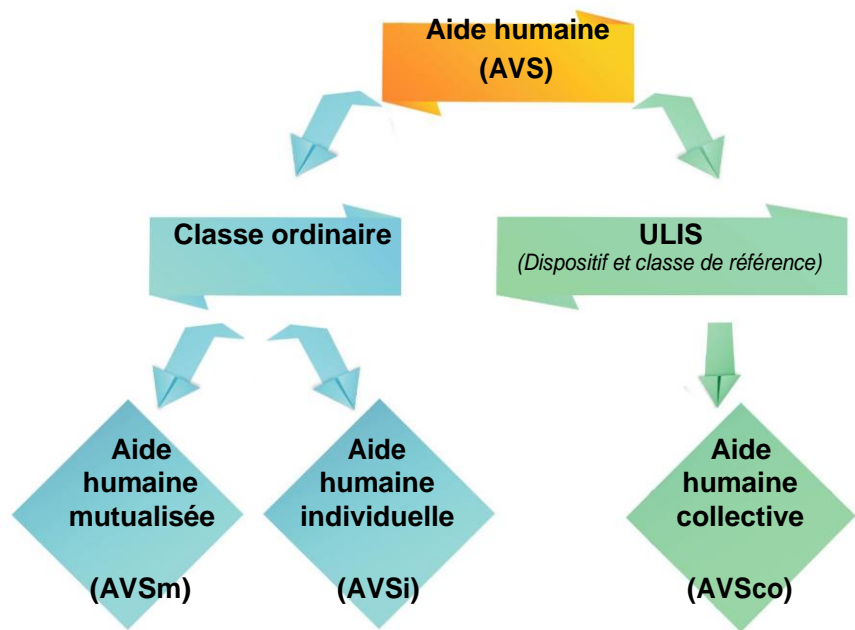 Aide humaine
(AVS)
Classe ordinaire
ULIS
(Dispositif et classe de référence)
Aide
humaine
mutualisée
(AVSm)
Aide
humaine
individuelle
(AVSi)
Aide
humaine
collective
(AVSco)